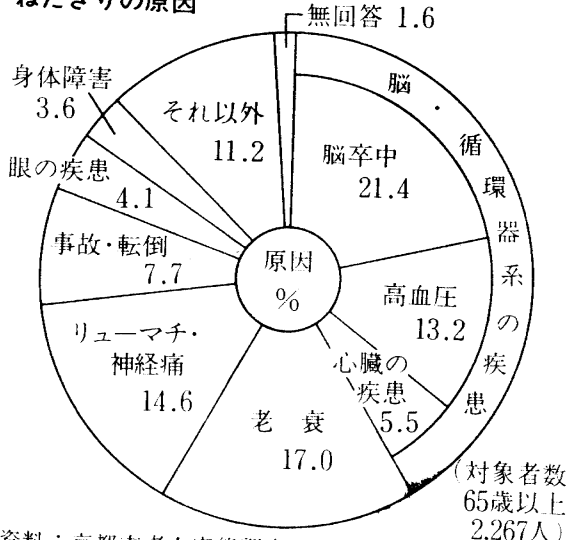 ねたきりの原因
無回答 1.6
脳・循環器系の疾患
脳卒中
21.4
高血圧
13.2
心臓の
疾患
5.5
老衰
17.0
リューマチ・
神経痛
14.6
事故・転倒
7.7
眼の疾患
4.1
身体障害
3.6
それ以外
11.2
原因
%
(対象者数
65歳以上
2,267人)
資料: